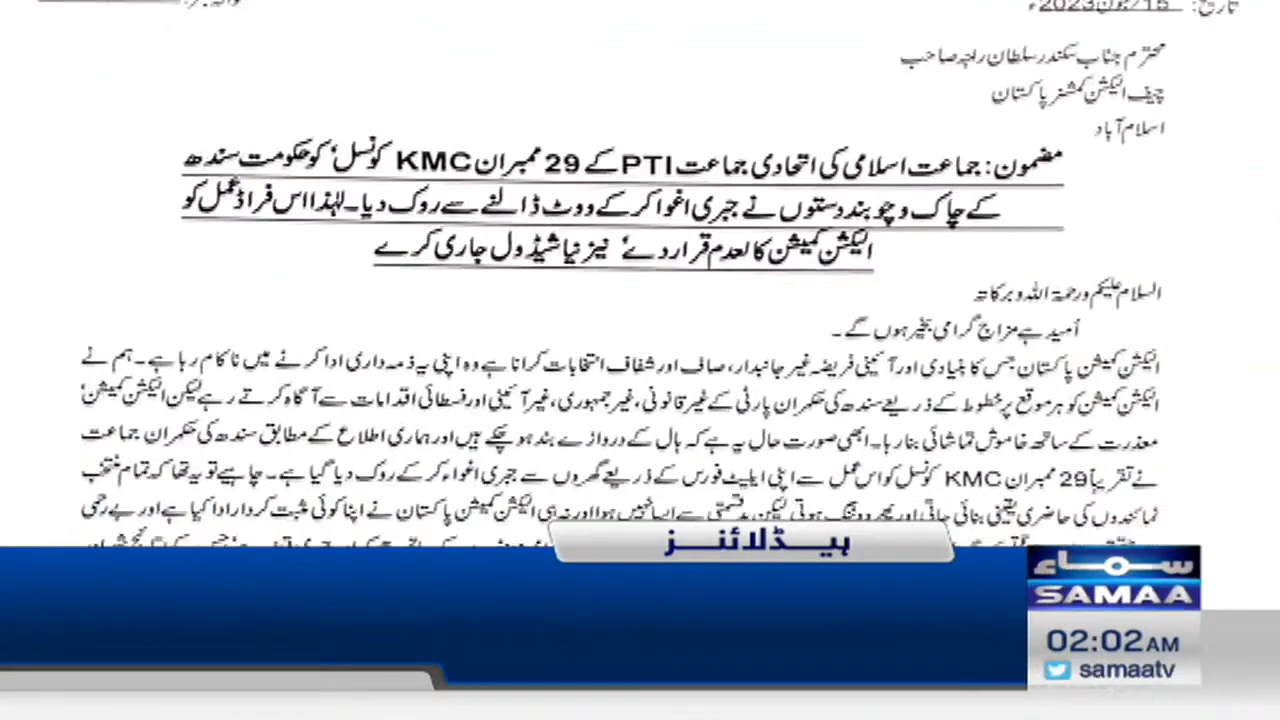 تاریخ: 15/جون 2023ء
محترم جناب سکندر سلطان راجہ صاحب
چیف الیکشن کمشنر پاکستان
اسلام آباد
مضمون: جماعت اسلامی کی اتحادی جماعت PTI کے 29 ممبران KMC کونسل، کو حکومت سندھ
کے چاک و چوبند دستوں نے جبری اغوا کر کے ووٹ ڈالنے سے روک دیا۔ لہٰذا اس فراڈ عمل کو
الیکشن کمیشن کالعدم قرار دے، نیز نیا شیڈول جاری کرے
السلام علیکم ورحمۃ اللہ وبرکاتہ
اُمید ہے مزاج گرامی بخیر ہوں گے۔
الیکشن کمیشن پاکستان جس کا بنیادی اور آئینی فریضہ غیر جانبدار، صاف اور شفاف انتخابات کرانا ہے وہ اپنی یہ ذمہ داری ادا کرنے میں ناکام رہا ہے۔ ہم نے
الیکشن کمیشن کو ہر موقع پر خطوط کے ذریعے سندھ کی حکمران پارٹی کے غیر قانونی، غیر جمہوری، غیر آئینی اور فسطائی اقدامات سے آگاہ کرتے رہے لیکن الیکشن کمیشن،
معذرت کے ساتھ خاموش تماشائی بنا رہا۔ ابھی صورت حال یہ ہے کہ ہال کے دروازے بند ہو چکے ہیں اور ہماری اطلاع کے مطابق سندھ کی حکمران جماعت
نے تقریباً 29 ممبران KMC کونسل کو اس عمل سے اپنی ایلیٹ فورس کے ذریعے گھروں سے جبری اغواء کر کے روک دیا گیا ہے۔ چاہیے تو یہ تھا کہ تمام منتخب
نمائندوں کی حاضری یقینی بنائی جاتی اور پھر ووٹنگ ہوتی لیکن بدقسمتی سے ایسا نہیں ہوا اور نہ ہی الیکشن کمیشن پاکستان نے اپنا کوئی مثبت کردار ادا کیا ہے اور بے رحمی
ہیڈلائنز
سماء
SAMAA
02:02 AM
samaatv